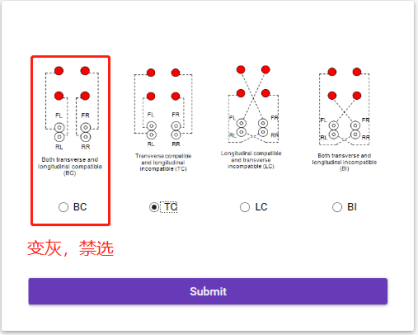 FL FR
RL RR
Both transverse and
longitudinal compatible
(BC)
BC
FL FR
RL RR
Transverse compatible
and longitudinal
incompatible (TC)
TC
FL FR
RL RR
Longitudinal compatible
and transverse
incompatible (LC)
LC
FL FR
RL RR
Both transverse and
longitudinal incompatible
(BI)
BI
变灰，禁选
Submit